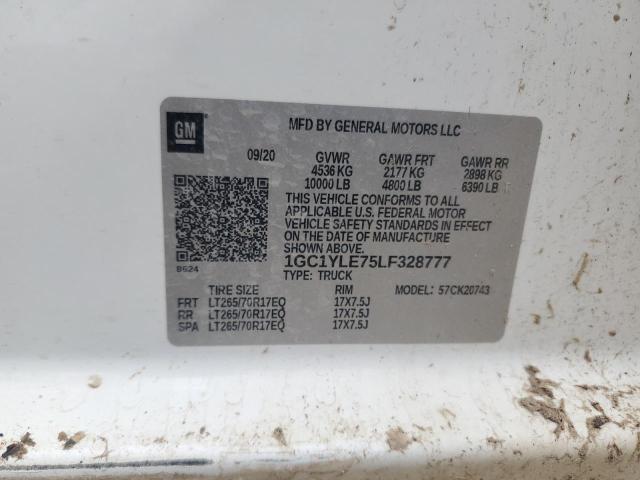 GM
MFD BY GENERAL MOTORS LLC
09/20 GVWR GAWR FRT GAWR RR
4536 KG 2177 KG 2898 KG
10000 LB 4800 LB 6390 LB
THIS VEHICLE CONFORMS TO ALL
APPLICABLE U.S. FEDERAL MOTOR
VEHICLE SAFETY STANDARDS IN EFFECT
ON THE DATE OF MANUFACTURE
SHOWN ABOVE.
8624
1GC1YLE75LF328777
TYPE: TRUCK
TIRE SIZE RIM MODEL: 57CK20743
FRT LT265/70R17EQ 17X7.5J
RR LT265/70R17EQ 17X7.5J
SPA LT265/70R17EQ 17X7.5J